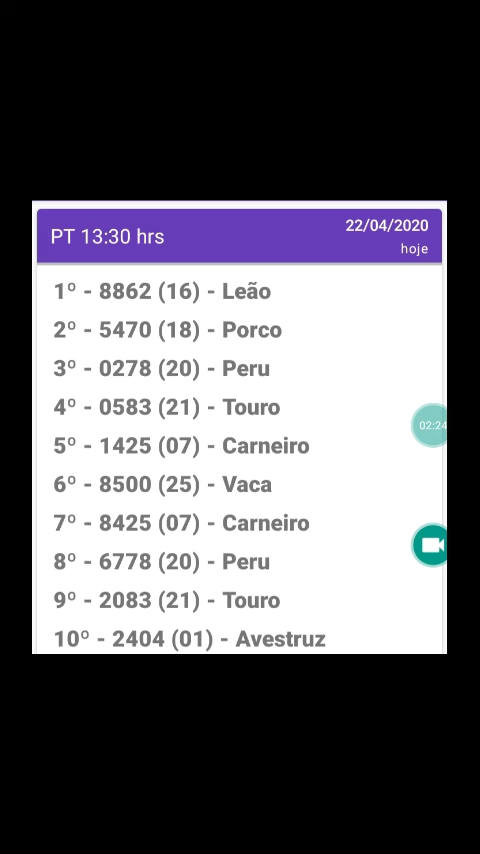 PT 13:30 hrs
22/04/2020
hoje
1º - 8862 (16) - Leão
2º - 5470 (18) - Porco
3º - 0278 (20) - Peru
4º - 0583 (21) - Touro
02:24
5º - 1425 (07) - Carneiro
6º - 8500 (25) - Vaca
7º - 8425 (07) - Carneiro
8º - 6778 (20) - Peru
9º - 2083 (21) - Touro
10º - 2404 (01) - Avestruz